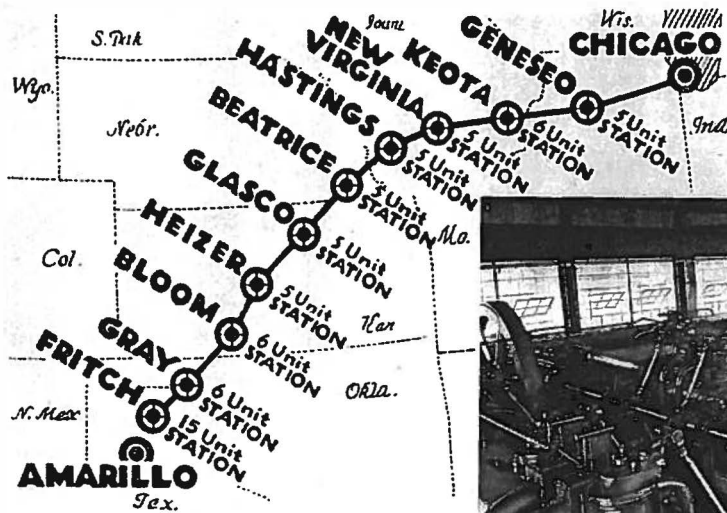 Wis.
CHICAGO
Iowa
GENESEO
KEOTA
NEW
VIRGINIA
HASTINGS
BEATRICE
GLASCO
HEIZER
BLOOM
GRAY
FRITCH
AMARILLO
5 Unit
STATION
6 Unit
STATION
5 Unit
STATION
5 Unit
STATION
5 Unit
STATION
5 Unit
STATION
5 Unit
STATION
6 Unit
STATION
6 Unit
STATION
15 Unit
STATION
S. Dak
Wyo.
Nebr.
Ind.
Col.
Mo.
Kan
Okla.
N. Mex
Tex.